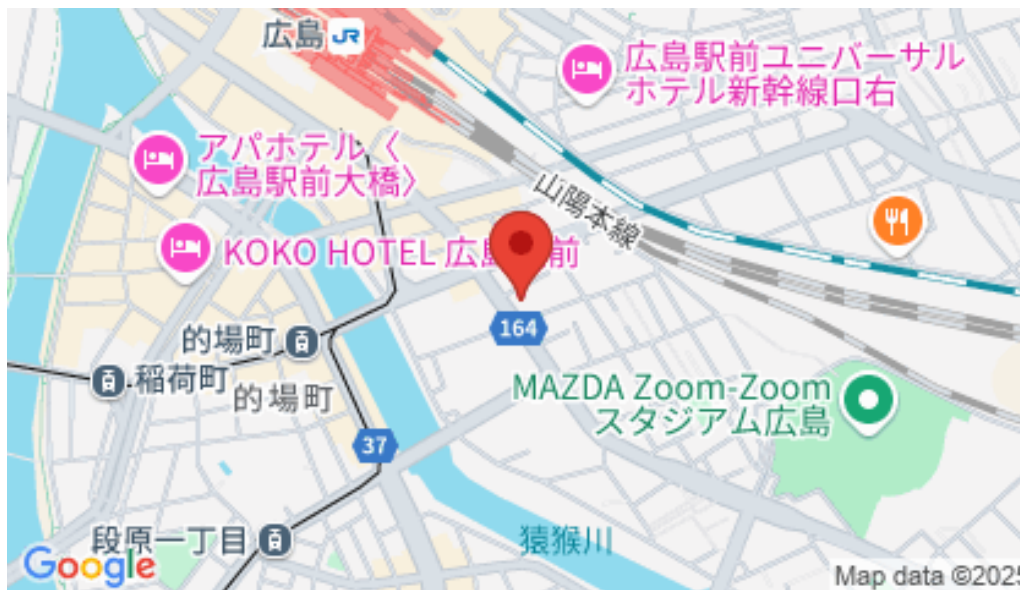 広島
JR
広島駅前ユニバーサル
ホテル新幹線口右
アパホテル〈
広島駅前大橋〉
山陽本線
KOKO HOTEL 広島 前
164
的場町
稲荷町
的場町
MAZDA Zoom-Zoom
スタジアム広島
37
段原一丁目
猿猴川
Google
Map data ©2025